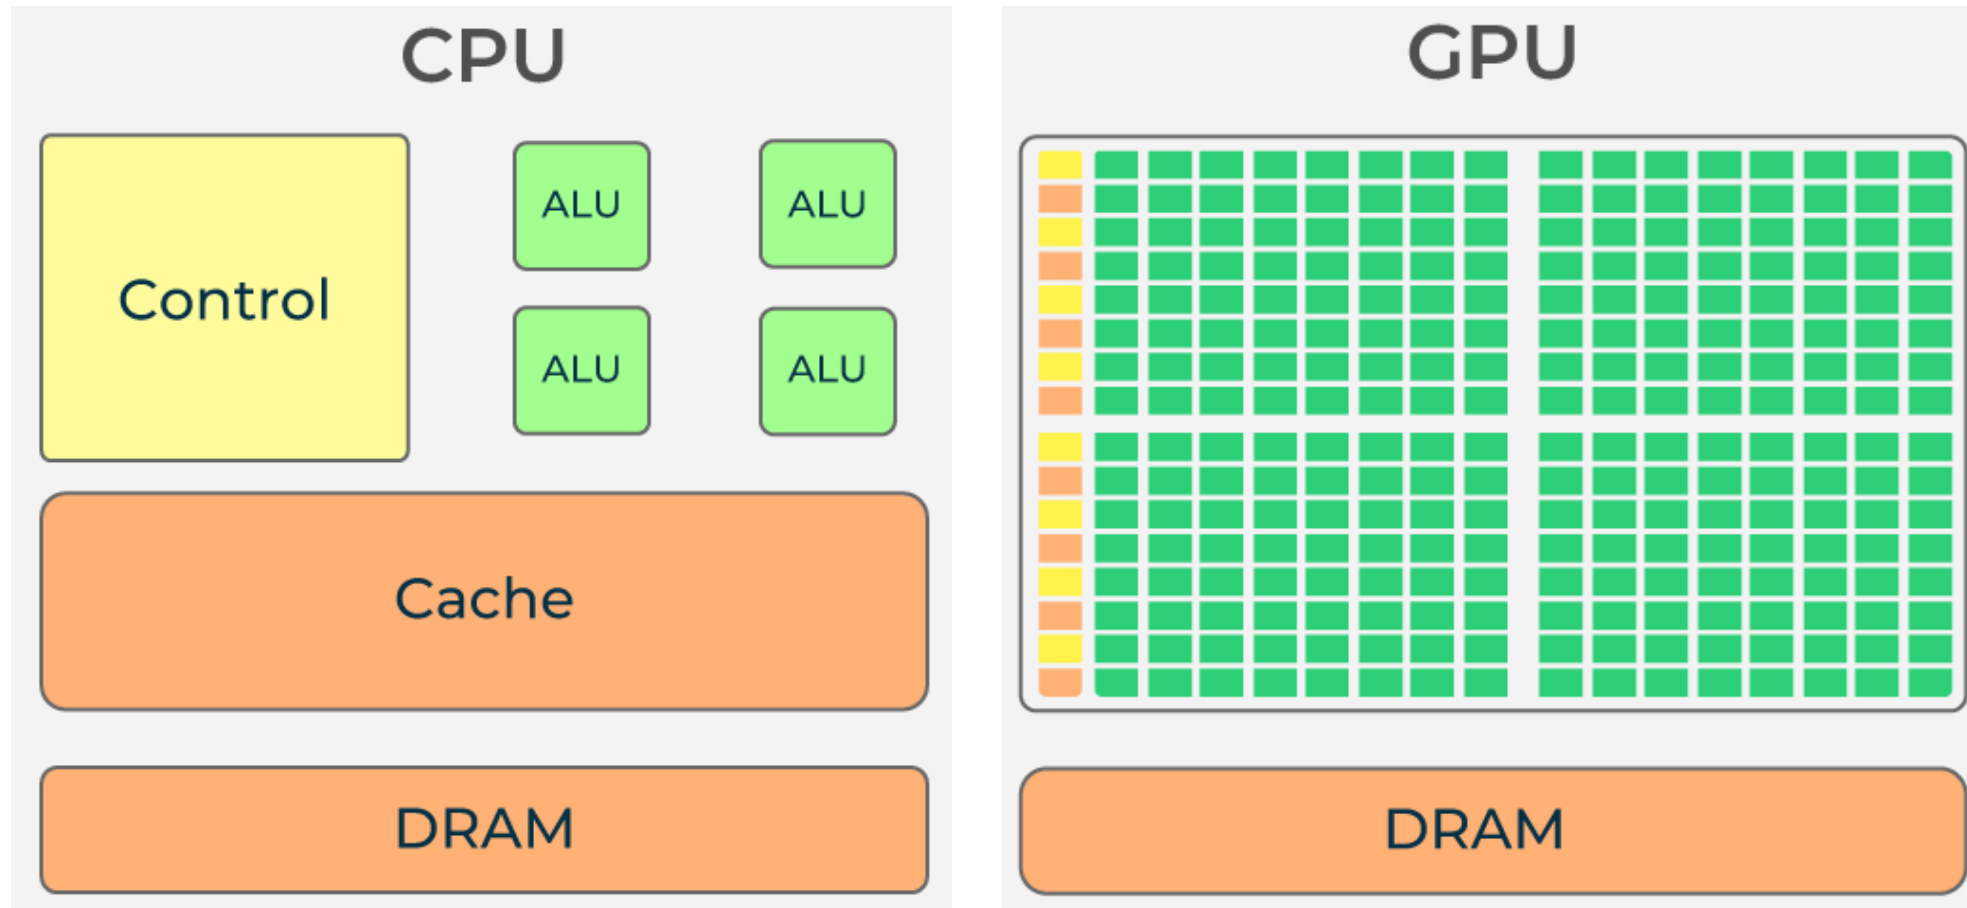 CPU
Control
ALU
ALU
ALU
ALU
Cache
DRAM
GPU
DRAM